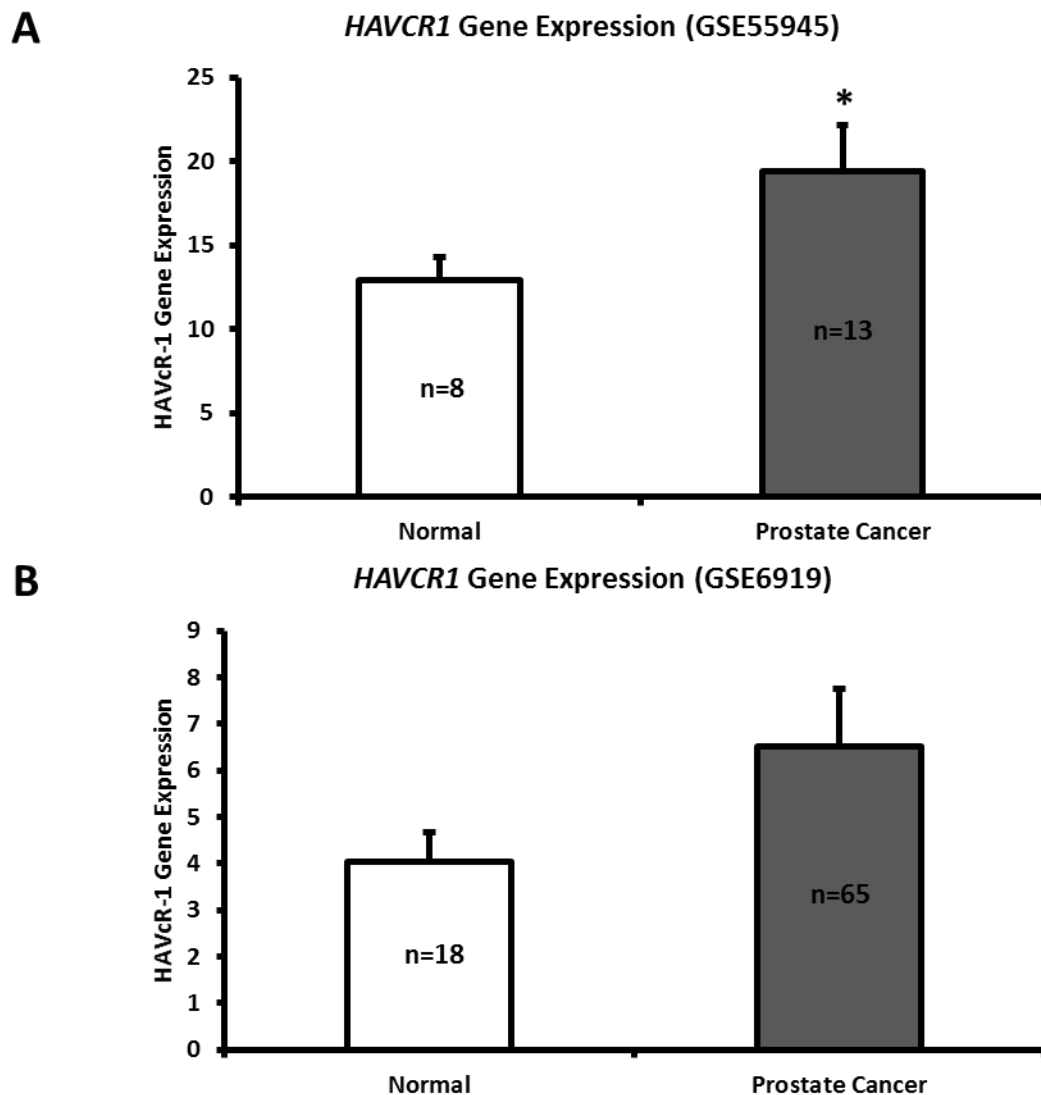 A
HAVCR1 Gene Expression (GSE55945)
HAVcR-1 Gene Expression
25
20
15
10
5
0
*
n=8
n=13
Normal
Prostate Cancer
B
HAVCR1 Gene Expression (GSE6919)
HAVcR-1 Gene Expression
9
8
7
6
5
4
3
2
1
0
n=18
n=65
Normal
Prostate Cancer